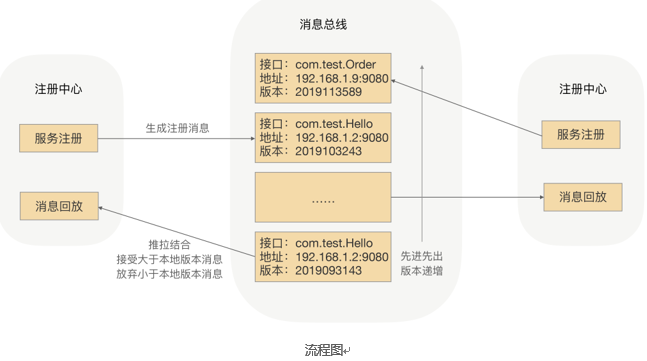 消息总线
注册中心
服务注册
消息回放
生成注册消息
推拉结合
接受大于本地版本消息
放弃小于本地版本消息
接口：com.test.Order
地址：192.168.1.9:9080
版本：2019113589
接口：com.test.Hello
地址：192.168.1.2:9080
版本：2019103243
……
接口：com.test.Hello
地址：192.168.1.2:9080
版本：2019093143
先进先出
版本递增
注册中心
服务注册
消息回放
流程图↵